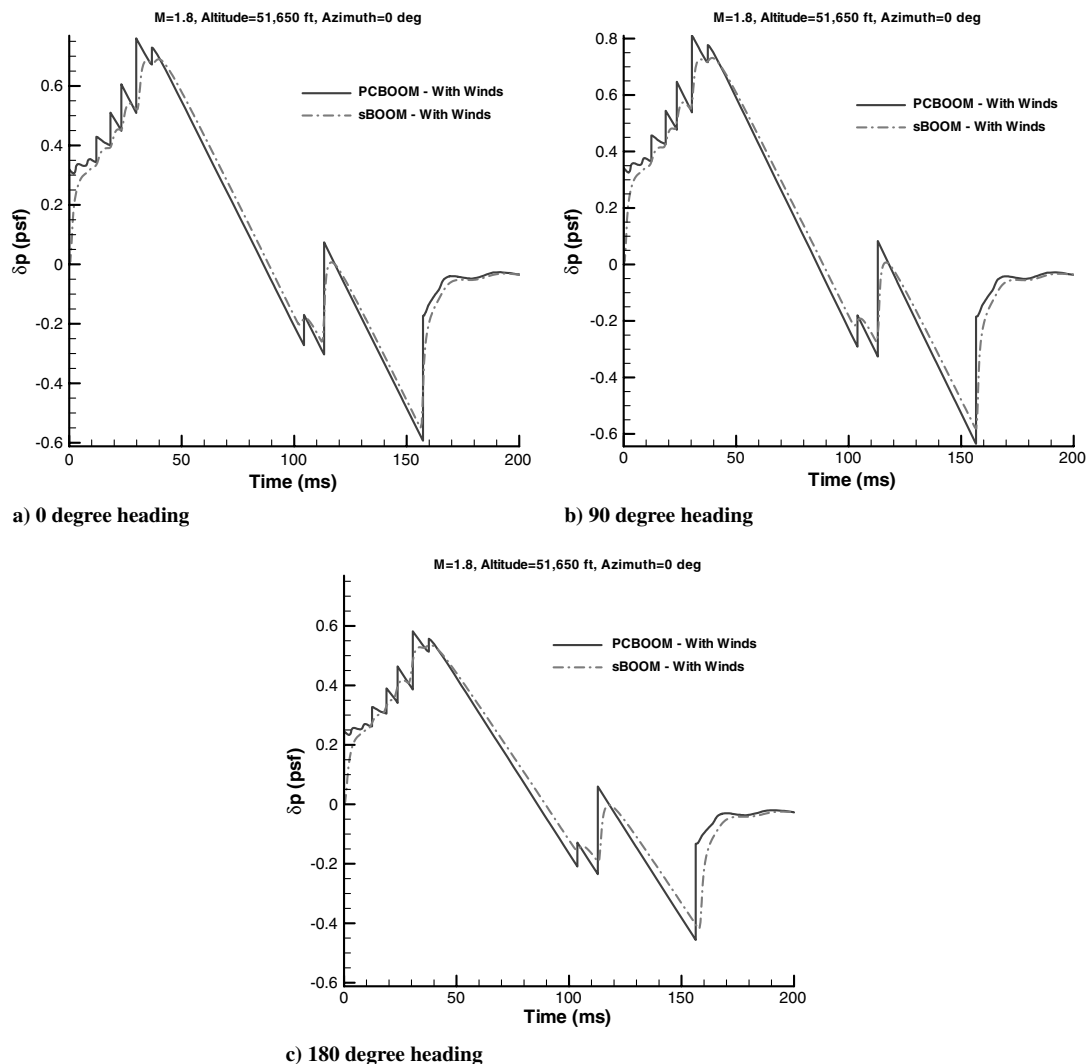 M=1.8, Altitude=51,650 ft, Azimuth=0 deg
PCBOOM - With Winds
sBOOM - With Winds
δp (psf)
0.6
0.4
0.2
0
-0.2
-0.4
-0.6
0 50 100 150 200
Time (ms)
a) 0 degree heading
M=1.8, Altitude=51,650 ft, Azimuth=0 deg
PCBOOM - With Winds
sBOOM - With Winds
δp (psf)
0.8
0.6
0.4
0.2
0
-0.2
-0.4
-0.6
0 50 100 150 200
Time (ms)
b) 90 degree heading
M=1.8, Altitude=51,650 ft, Azimuth=0 deg
PCBOOM - With Winds
sBOOM - With Winds
δp (psf)
0.6
0.4
0.2
0
-0.2
-0.4
-0.6
0 50 100 150 200
Time (ms)
c) 180 degree heading